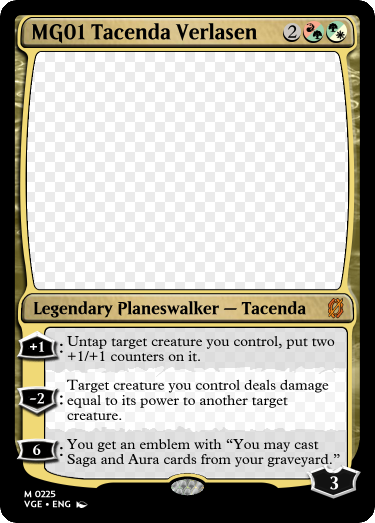 MG01 Tacenda Verlasen 2
Legendary Planeswalker — Tacenda
+1 : Untap target creature you control, put two
+1/+1 counters on it.
-2 : Target creature you control deals damage
equal to its power to another target
creature.
6 : You get an emblem with “You may cast
Saga and Aura cards from your graveyard.”
3
M 0225
VGE • ENG